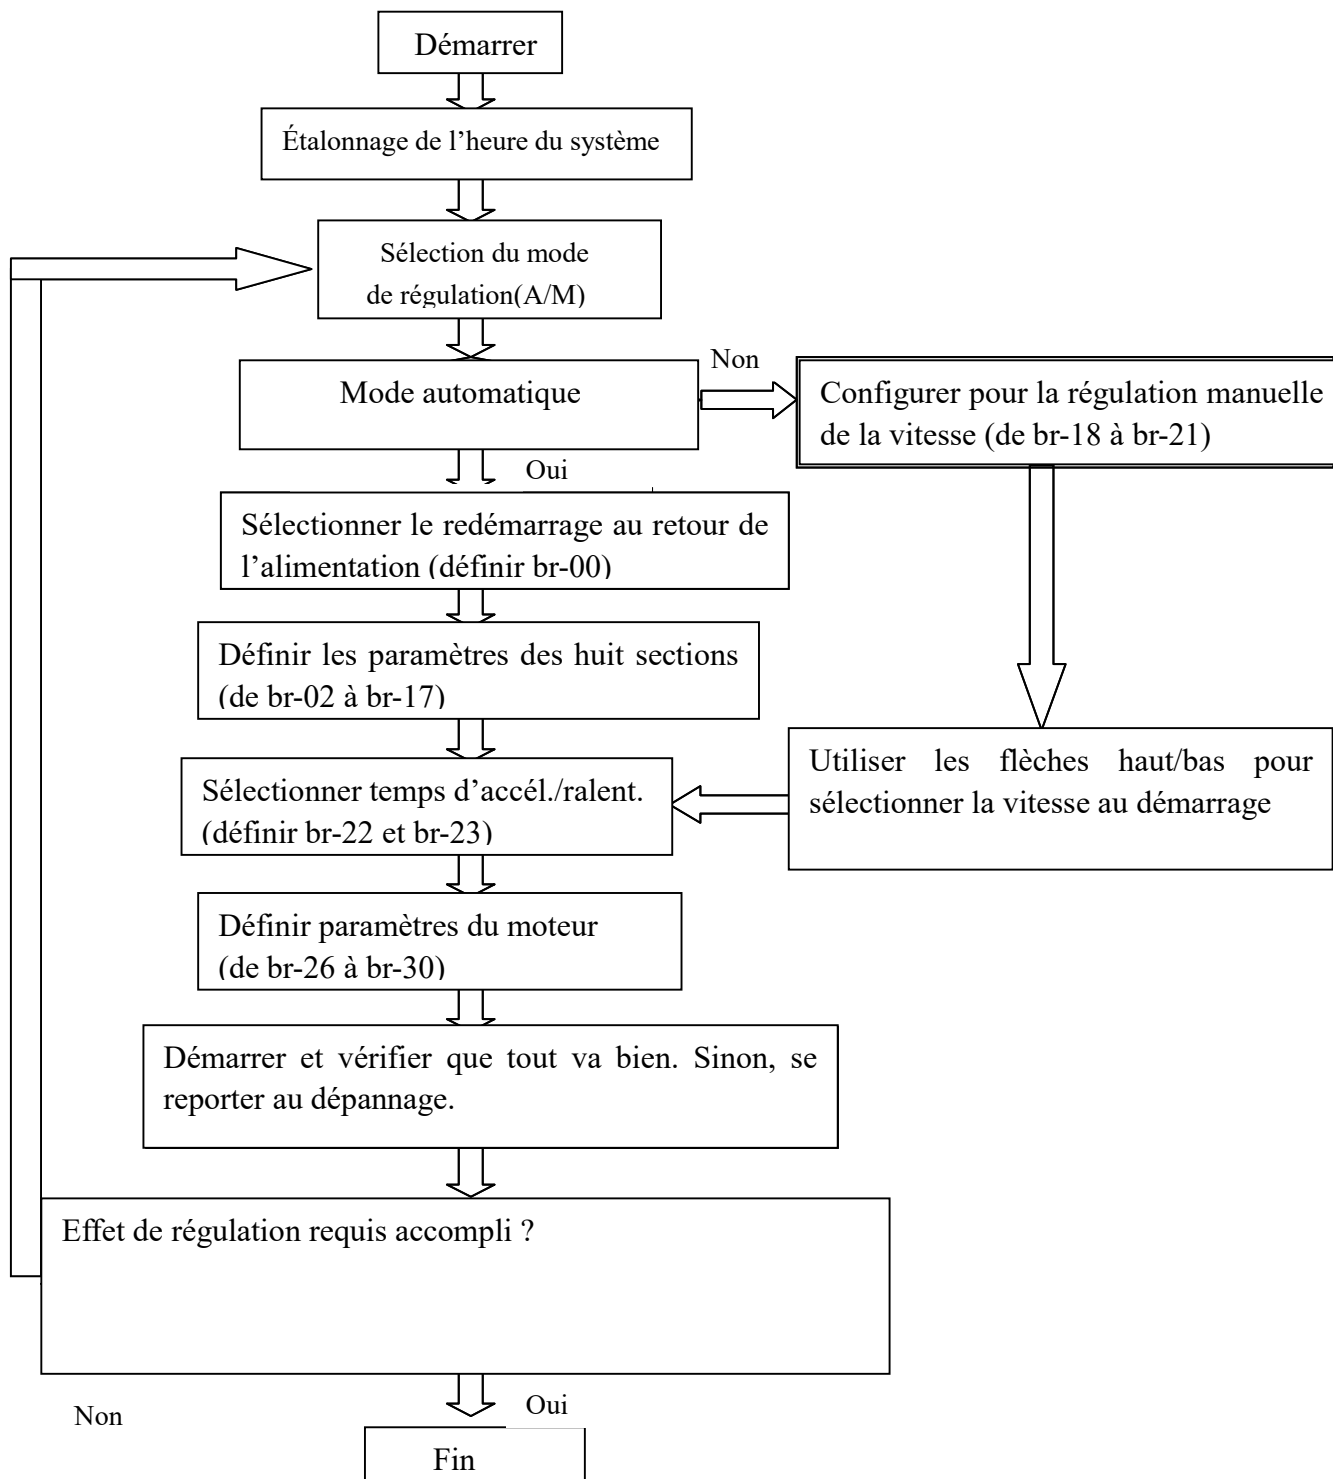 Démarrer
Étalonnage de l’heure du système
Sélection du mode
de régulation(A/M)
Mode automatique
Non
Configurer pour la régulation manuelle
de la vitesse (de br-18 à br-21)
Oui
Sélectionner le redémarrage au retour de
l’alimentation (définir br-00)
Définir les paramètres des huit sections
(de br-02 à br-17)
Utiliser les flèches haut/bas pour
sélectionner la vitesse au démarrage
Sélectionner temps d’accél./ralent.
(définir br-22 et br-23)
Définir paramètres du moteur
(de br-26 à br-30)
Démarrer et vérifier que tout va bien. Sinon, se
reporter au dépannage.
Effet de régulation requis accompli ?
Non
Oui
Fin